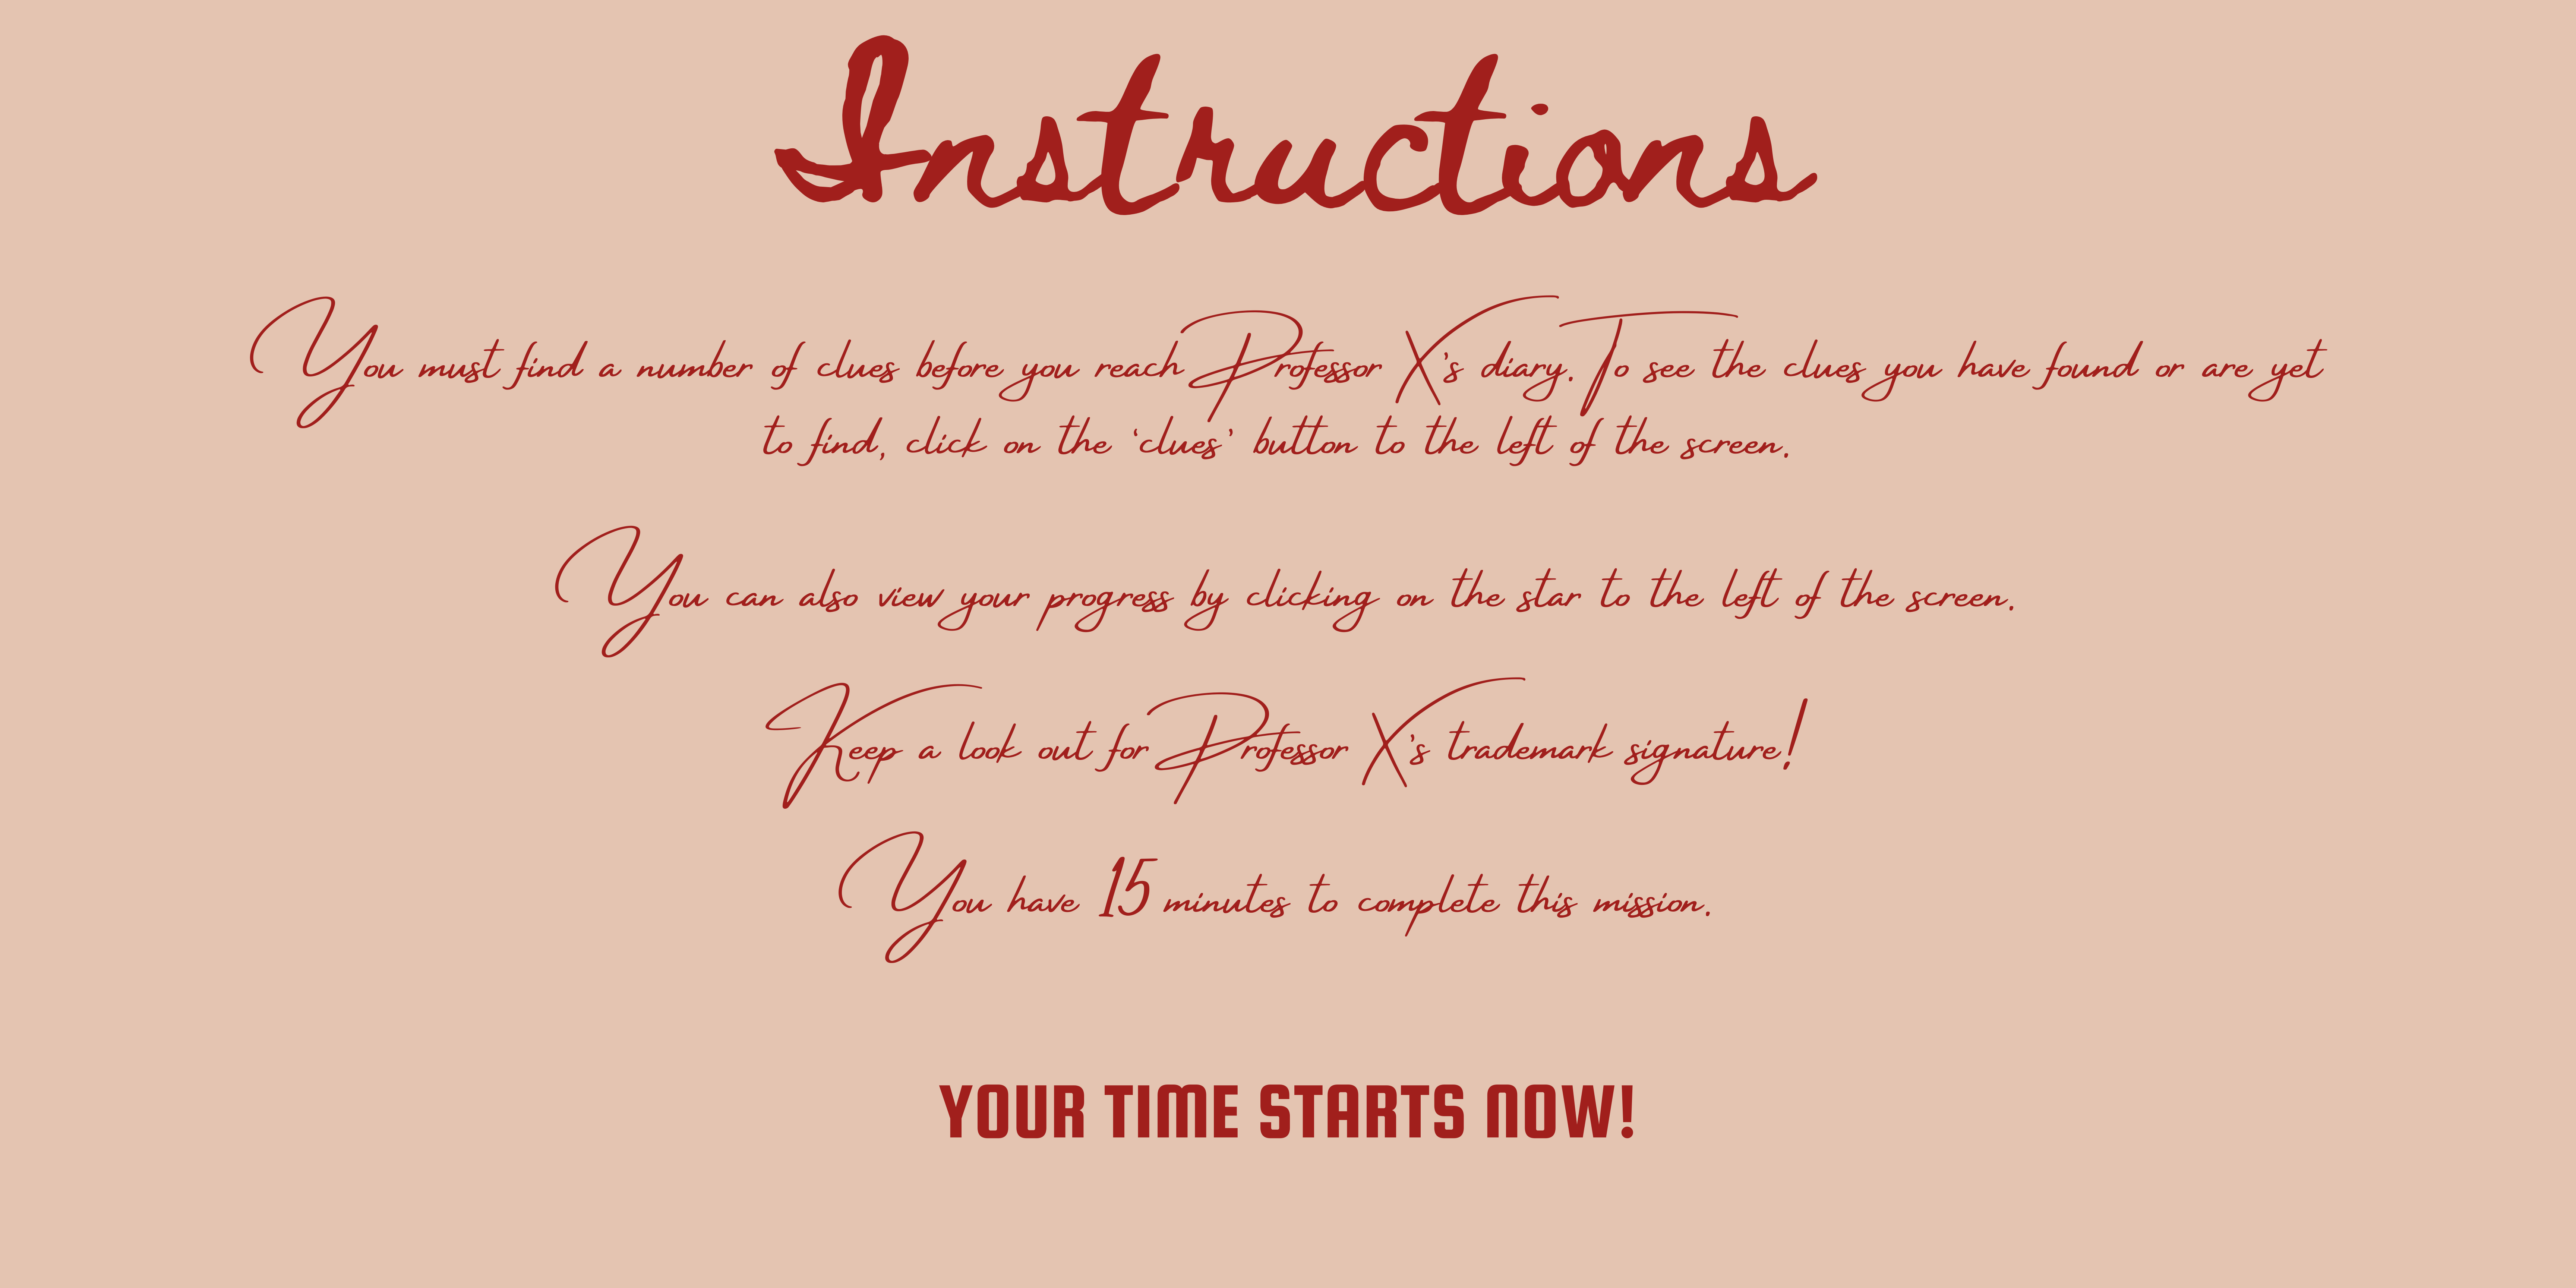 Instructions
You must find a number of clues before you reach Professor X's diary. To see the clues you have found or are yet
to find, click on the ‘clues’ button to the left of the screen.
You can also view your progress by clicking on the star to the left of the screen.
Keep a look out for Professor X's trademark signature!
You have 15 minutes to complete this mission.
YOUR TIME STARTS NOW!